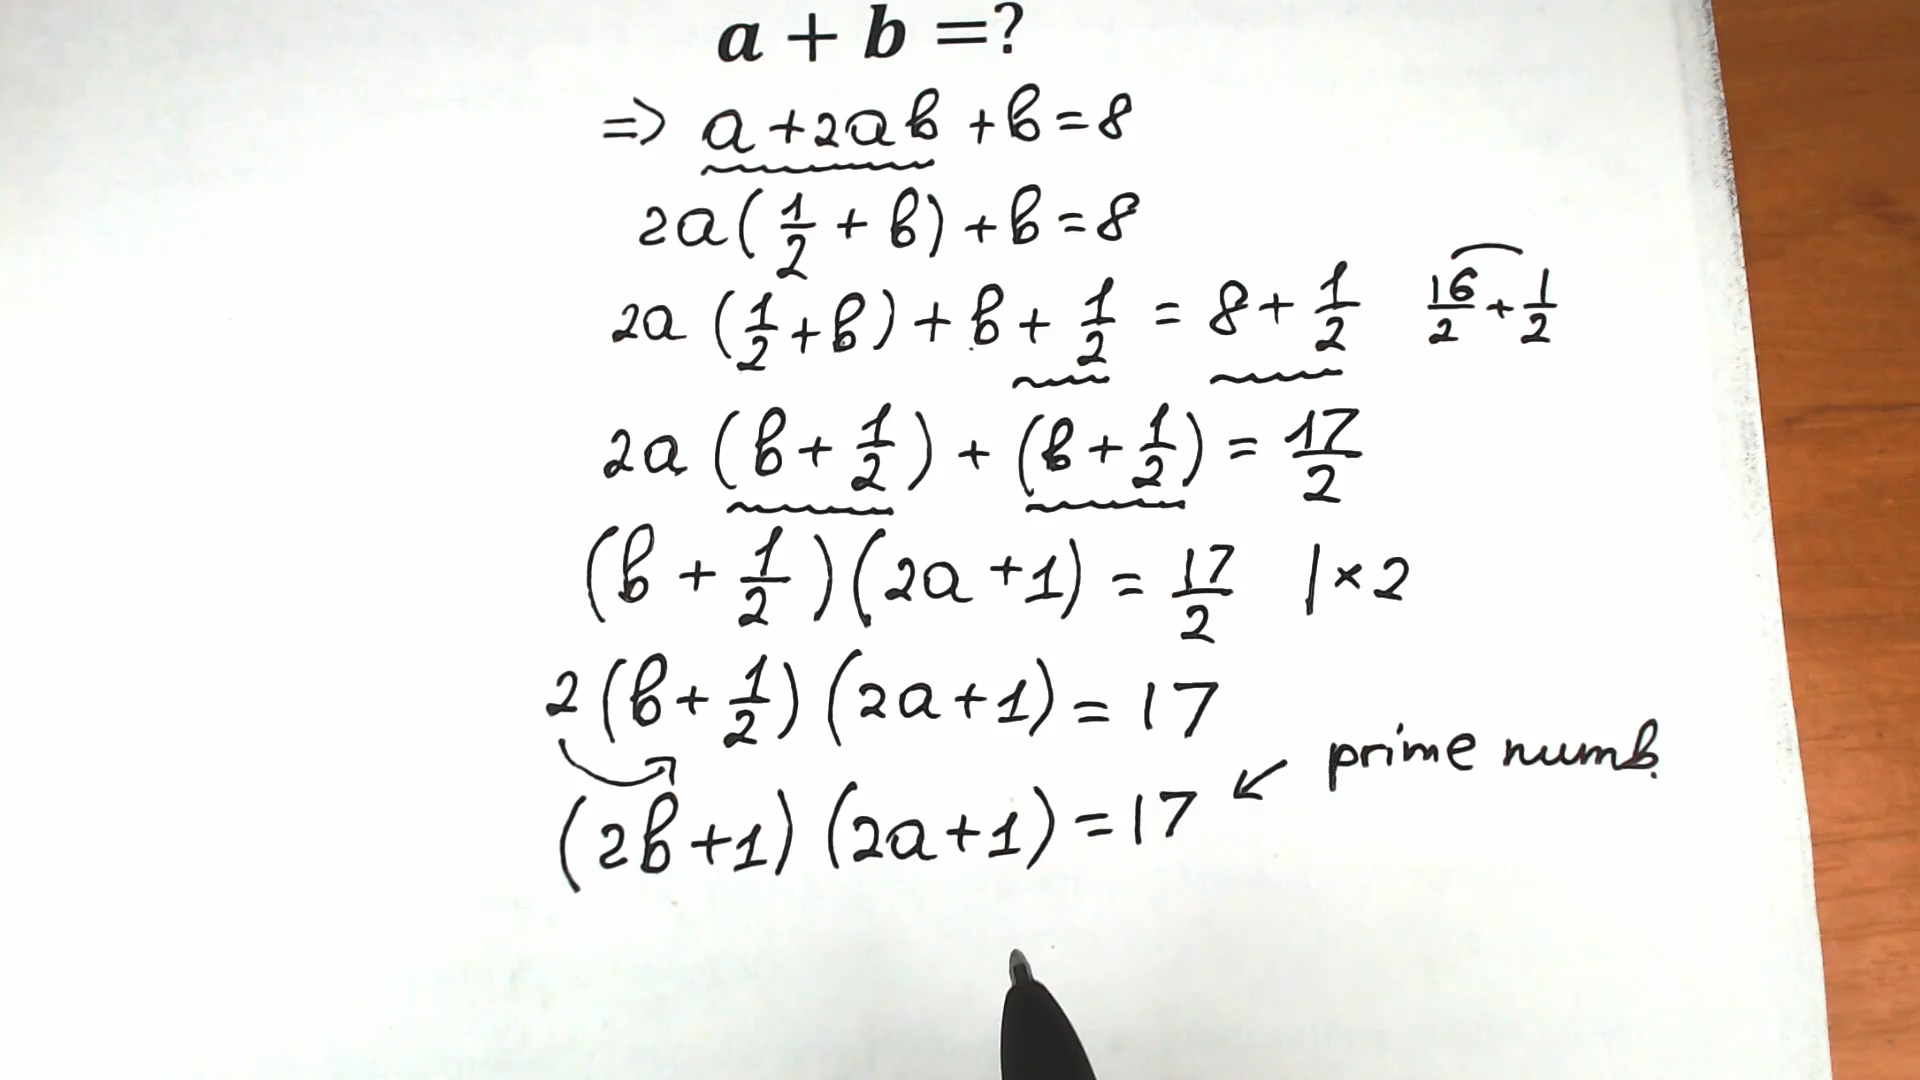 a + b =?
=> a + 2ab + b = 8
2a(1/2 + b) + b = 8
2a (1/2 + b) + b + 1/2 = 8 + 1/2 16/2 + 1/2
2a (b + 1/2) + (b + 1/2) = 17/2
(b + 1/2)(2a + 1) = 17/2 | × 2
2 (b + 1/2) (2a + 1) = 17
prime numb.
(2b + 1) (2a + 1) = 17